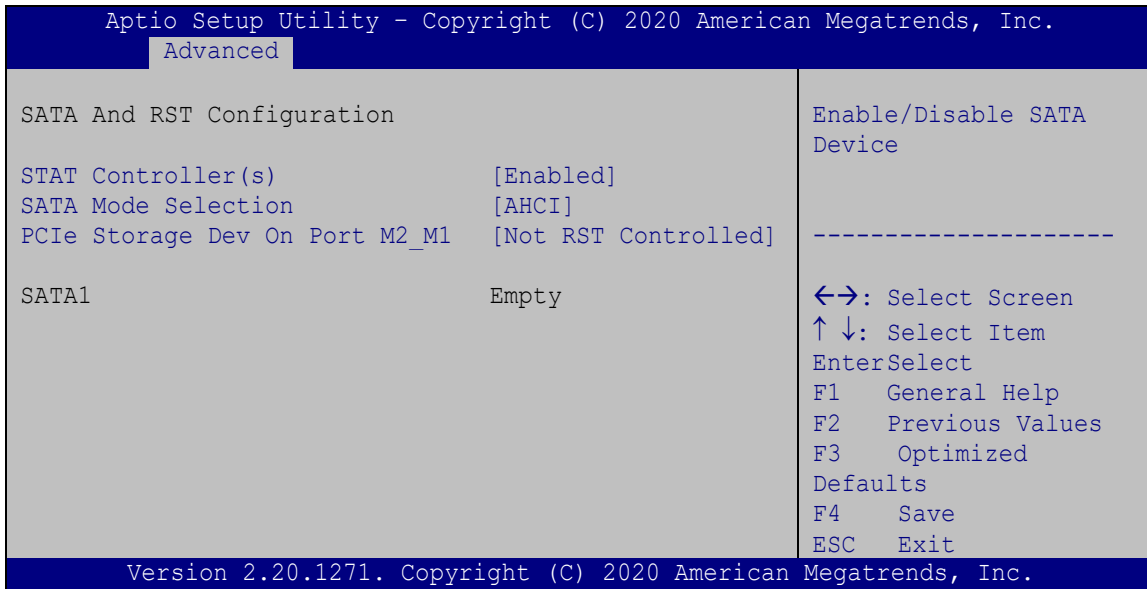 Aptio Setup Utility – Copyright (C) 2020 American Megatrends, Inc.
Advanced
SATA And RST Configuration
STAT Controller(s) [Enabled]
SATA Mode Selection [AHCI]
PCIe Storage Dev On Port M2_M1 [Not RST Controlled]
SATA1 Empty
Enable/Disable SATA
Device
---------------------
←→: Select Screen
↑ ↓: Select Item
EnterSelect
F1 General Help
F2 Previous Values
F3 Optimized
Defaults
F4 Save
ESC Exit
Version 2.20.1271. Copyright (C) 2020 American Megatrends, Inc.